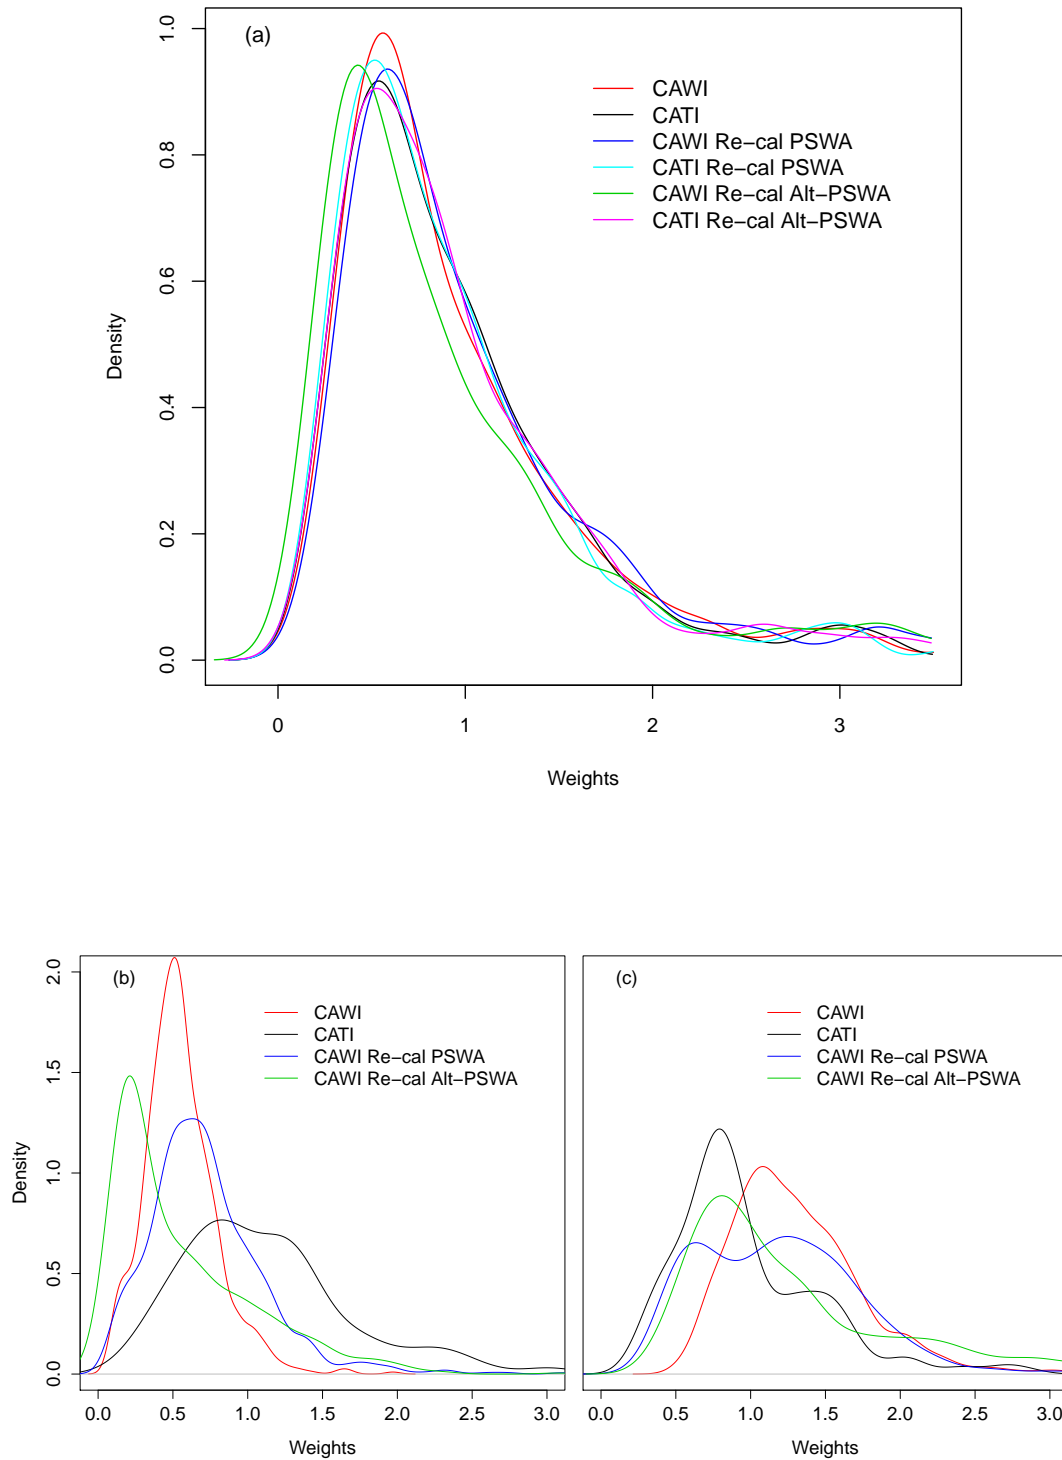 (a)
CAWI
CATI
CAWI Re−cal PSWA
CATI Re−cal PSWA
CAWI Re−cal Alt−PSWA
CATI Re−cal Alt−PSWA
Density
1.0
0.8
0.6
0.4
0.2
0.0
0 1 2 3
Weights
(b)
CAWI
CATI
CAWI Re−cal PSWA
CAWI Re−cal Alt−PSWA
Density
2.0
1.5
1.0
0.5
0.0
0.0 0.5 1.0 1.5 2.0 2.5 3.0
Weights
(c)
CAWI
CATI
CAWI Re−cal PSWA
CAWI Re−cal Alt−PSWA
0.0 0.5 1.0 1.5 2.0 2.5 3.0
Weights